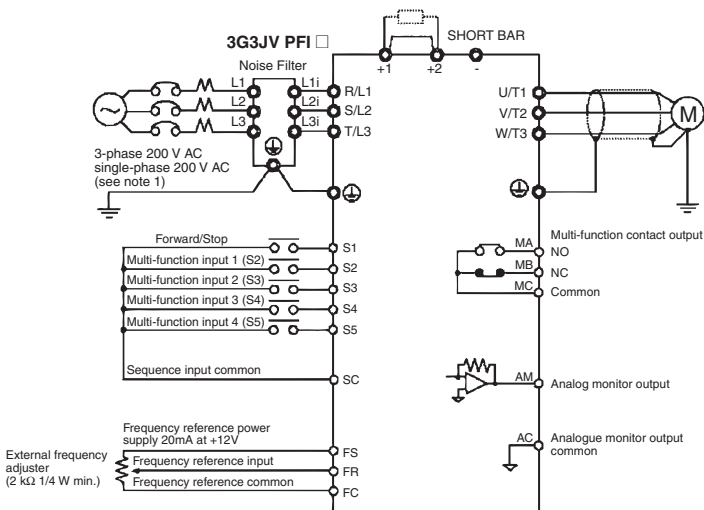 3G3JV PFI □
SHORT BAR
Noise Filter
+1
+2
-
L1
L1i
R/L1
U/T1
L2
L2i
S/L2
V/T2
M
L3
L3i
T/L3
W/T3
3-phase 200 V AC
single-phase 200 V AC
(see note 1)
Forward/Stop
S1
Multi-function input 1 (S2)
S2
Multi-function input 2 (S3)
S3
Multi-function input 3 (S4)
S4
Multi-function input 4 (S5)
S5
Sequence input common
SC
Multi-function contact output
MA
NO
MB
NC
MC
Common
AM
Analog monitor output
AC
Analogue monitor output
common
Frequency reference power
supply 20mA at +12V
FS
External frequency
adjuster
(2 kΩ 1/4 W min.)
Frequency reference input
FR
Frequency reference common
FC